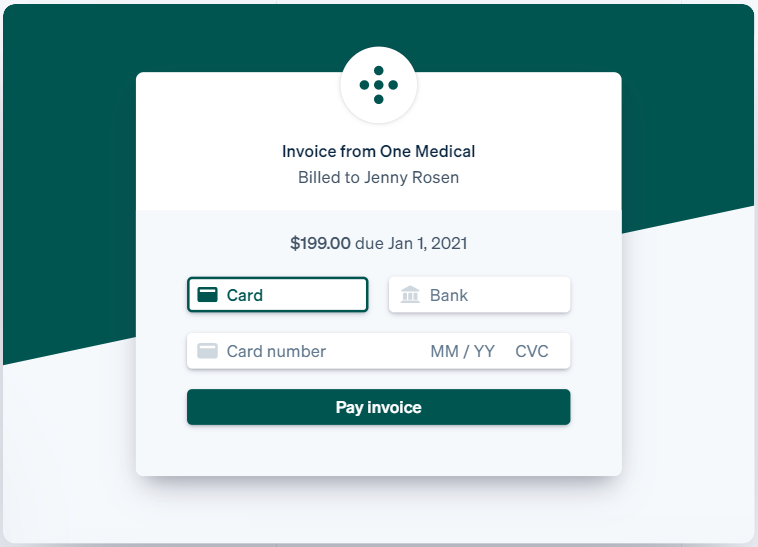 Invoice from One Medical
Billed to Jenny Rosen
$199.00 due Jan 1, 2021
Card Bank
Card number MM / YY CVC
Pay invoice